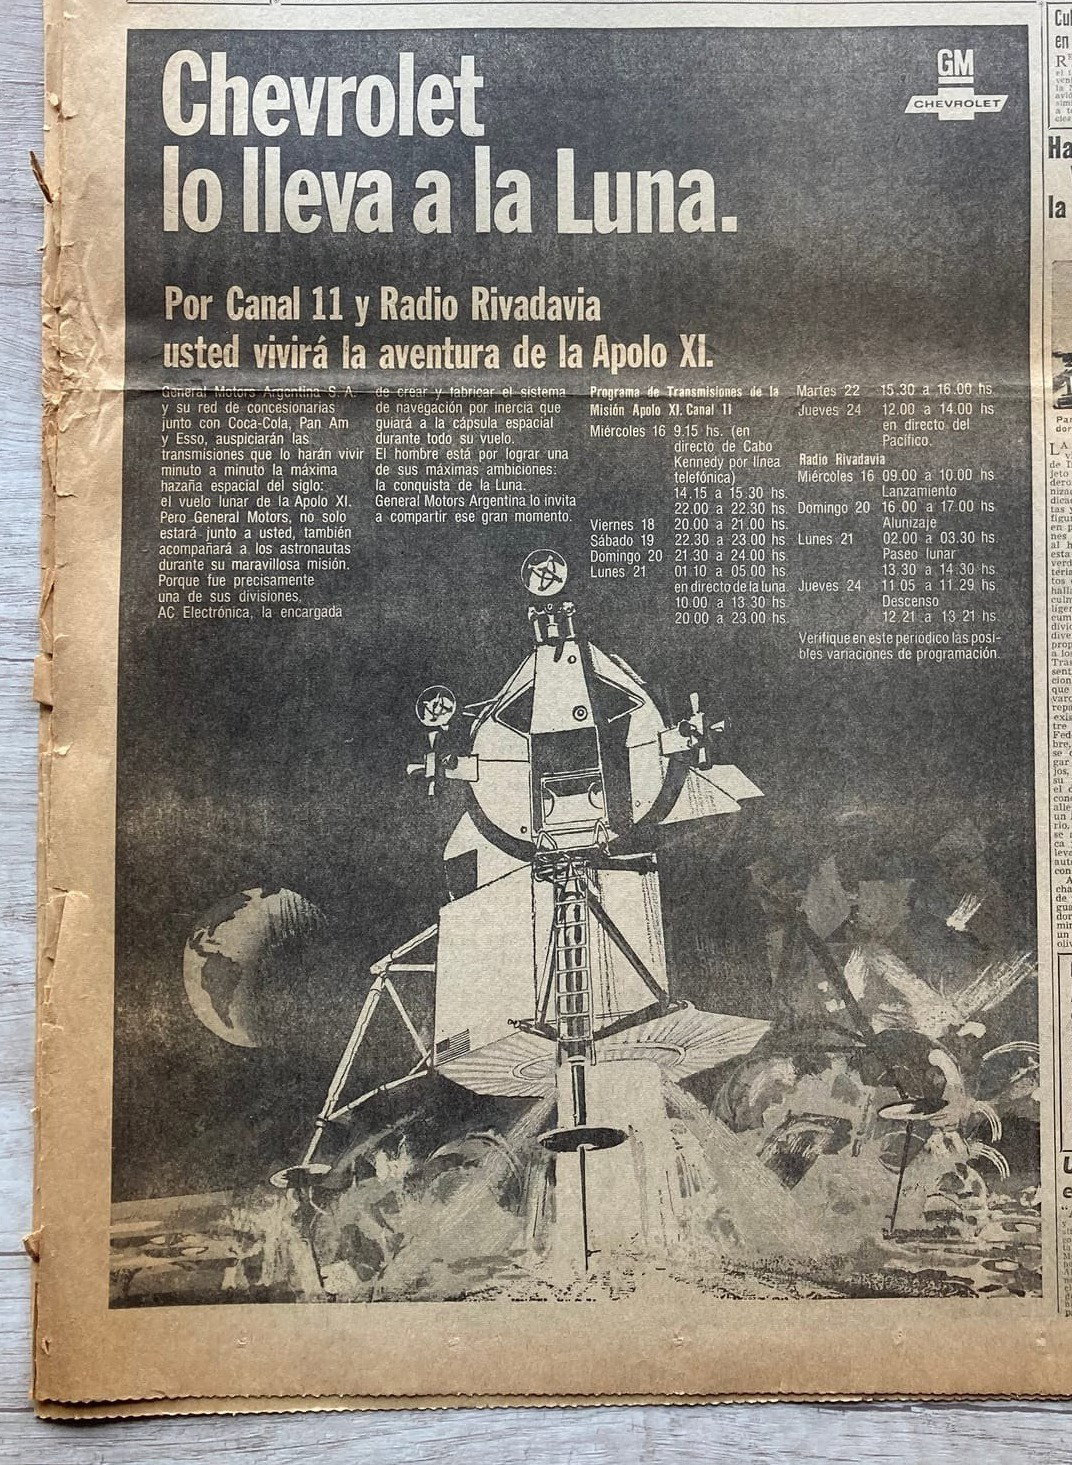 Chevrolet
lo lleva a la Luna.
GM
CHEVROLET
Por Canal 11 y Radio Rivadavia
usted vivirá la aventura de la Apolo XI.
General Motors Argentina S. A.
y su red de concesionarias
junto con Coca-Cola, Pan Am
y Esso, auspiciarán las
transmisiones que lo harán vivir
minuto a minuto la máxima
hazaña espacial del siglo:
el vuelo lunar de la Apolo XI.
Pero General Motors, no solo
estará junto a usted, también
acompañará a los astronautas
durante su maravillosa misión.
Porque fue precisamente
una de sus divisiones,
AC Electrónica, la encargada
de crear y fabricar el sistema
de navegación por inercia que
guiará a la cápsula espacial
durante todo su vuelo.
El hombre está por lograr una
de sus máximas ambiciones:
la conquista de la Luna.
General Motors Argentina lo invita
a compartir ese gran momento.
Programa de Transmisiones de la
Misión Apolo XI. Canal 11
Miércoles 16 9.15 hs. (en
directo de Cabo
Kennedy por línea
telefónica)
14.15 a 15.30 hs.
22.00 a 22.30 hs.
Viernes 18 20.00 a 21.00 hs.
Sábado 19 22.30 a 23.00 hs.
Domingo 20 21.30 a 24.00 hs.
Lunes 21 01.10 a 05.00 hs
en directo de la luna
10.00 a 13.30 hs
20.00 a 23.00 hs.
Martes 22 15.30 a 16.00 hs
Jueves 24 12.00 a 14.00 hs
en directo del
Pacífico.
Radio Rivadavia
Miércoles 16 09.00 a 10.00 hs
Lanzamiento
Domingo 20 16.00 a 17.00 hs
Alunizaje
Lunes 21 02.00 a 03.30 hs
Paseo lunar
13.30 a 14.30 hs
Jueves 24 11.05 a 11.29 hs
Descenso
12.21 a 13.21 hs
Verifique en este periódico las posi-
bles variaciones de programación.
Ha
la